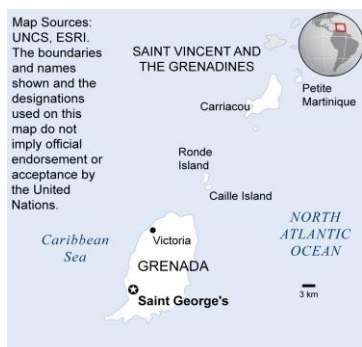 Map Sources:
UNCS, ESRI.
The boundaries
and names
shown and the
designations
used on this
map do not
imply official
endorsement or
acceptance by
the United
Nations.
SAINT VINCENT AND
THE GRENADINES
Carriacou
Petite
Martinique
Ronde
Island
Caille Island
Caribbean
Sea
Victoria
GRENADA
Saint George's
NORTH
ATLANTIC
OCEAN
3 km